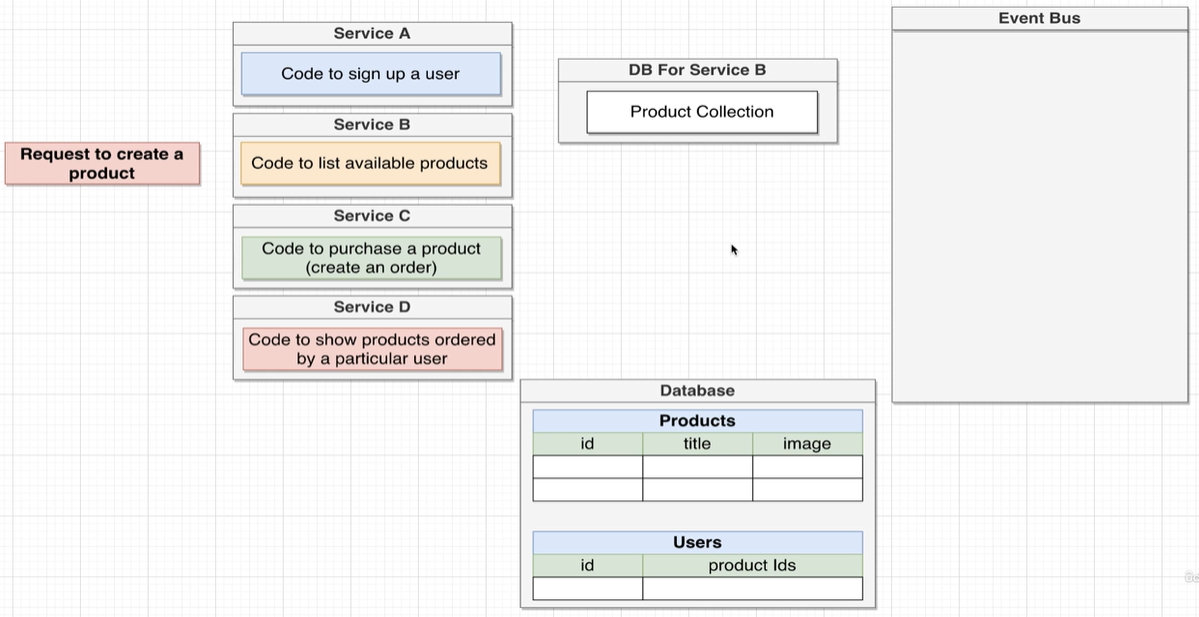 Service A
Code to sign up a user
Service B
Code to list available products
Service C
Code to purchase a product
(create an order)
Service D
Code to show products ordered
by a particular user
Request to create a
product
DB For Service B
Product Collection
Event Bus
Database
Products
id title image
Users
id product Ids